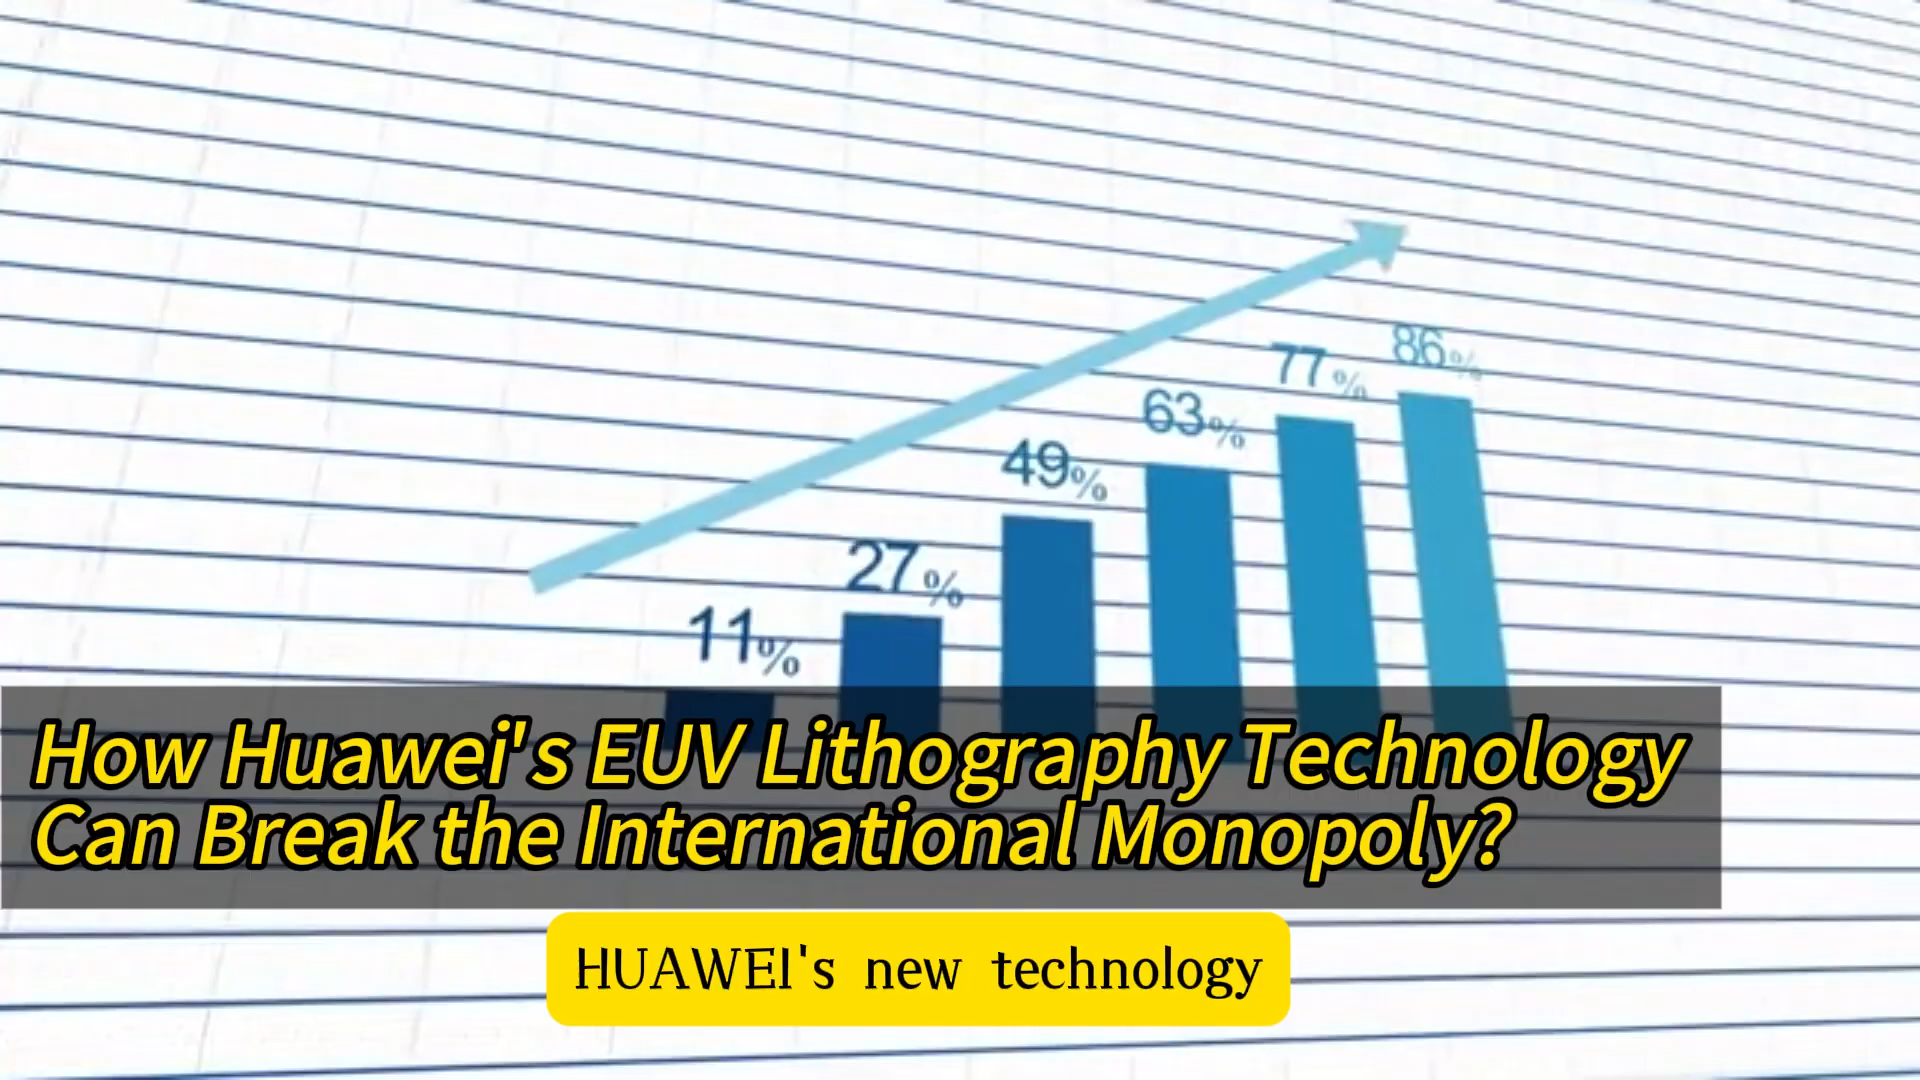 86%
77%
63%
49%
27%
11%
How Huawei's EUV Lithography Technology
Can Break the International Monopoly?
HUAWEI's new technology